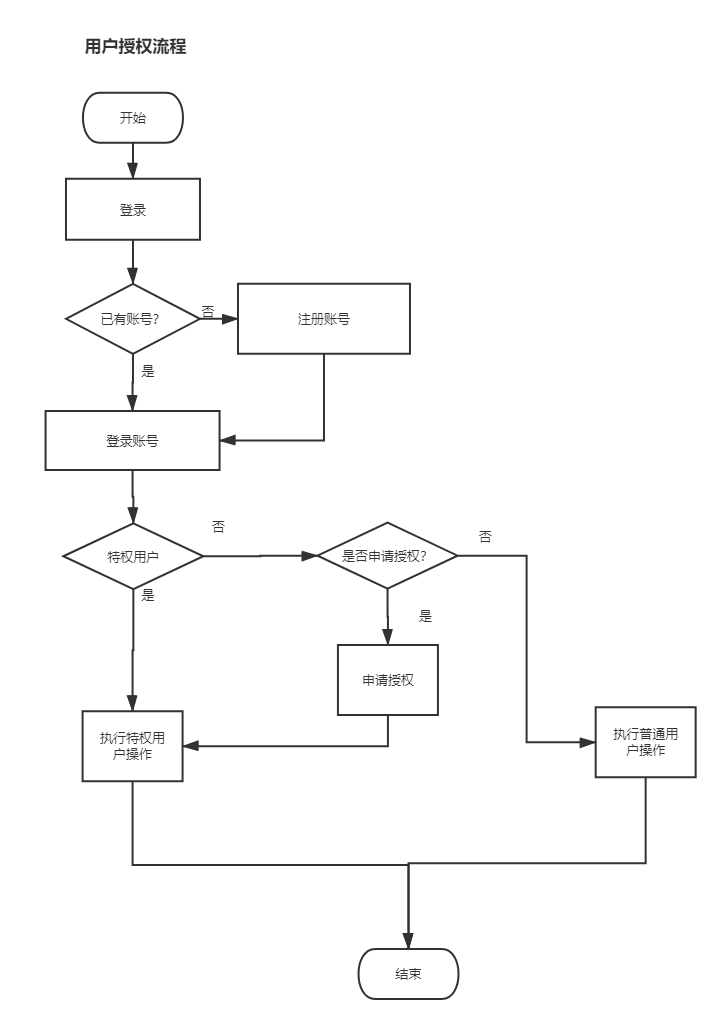 用户授权流程
开始
登录
已有账号?
否
注册账号
是
登录账号
特权用户
否
是否申请授权?
否
是
是
申请授权
执行特权用
户操作
执行普通用
户操作
结束